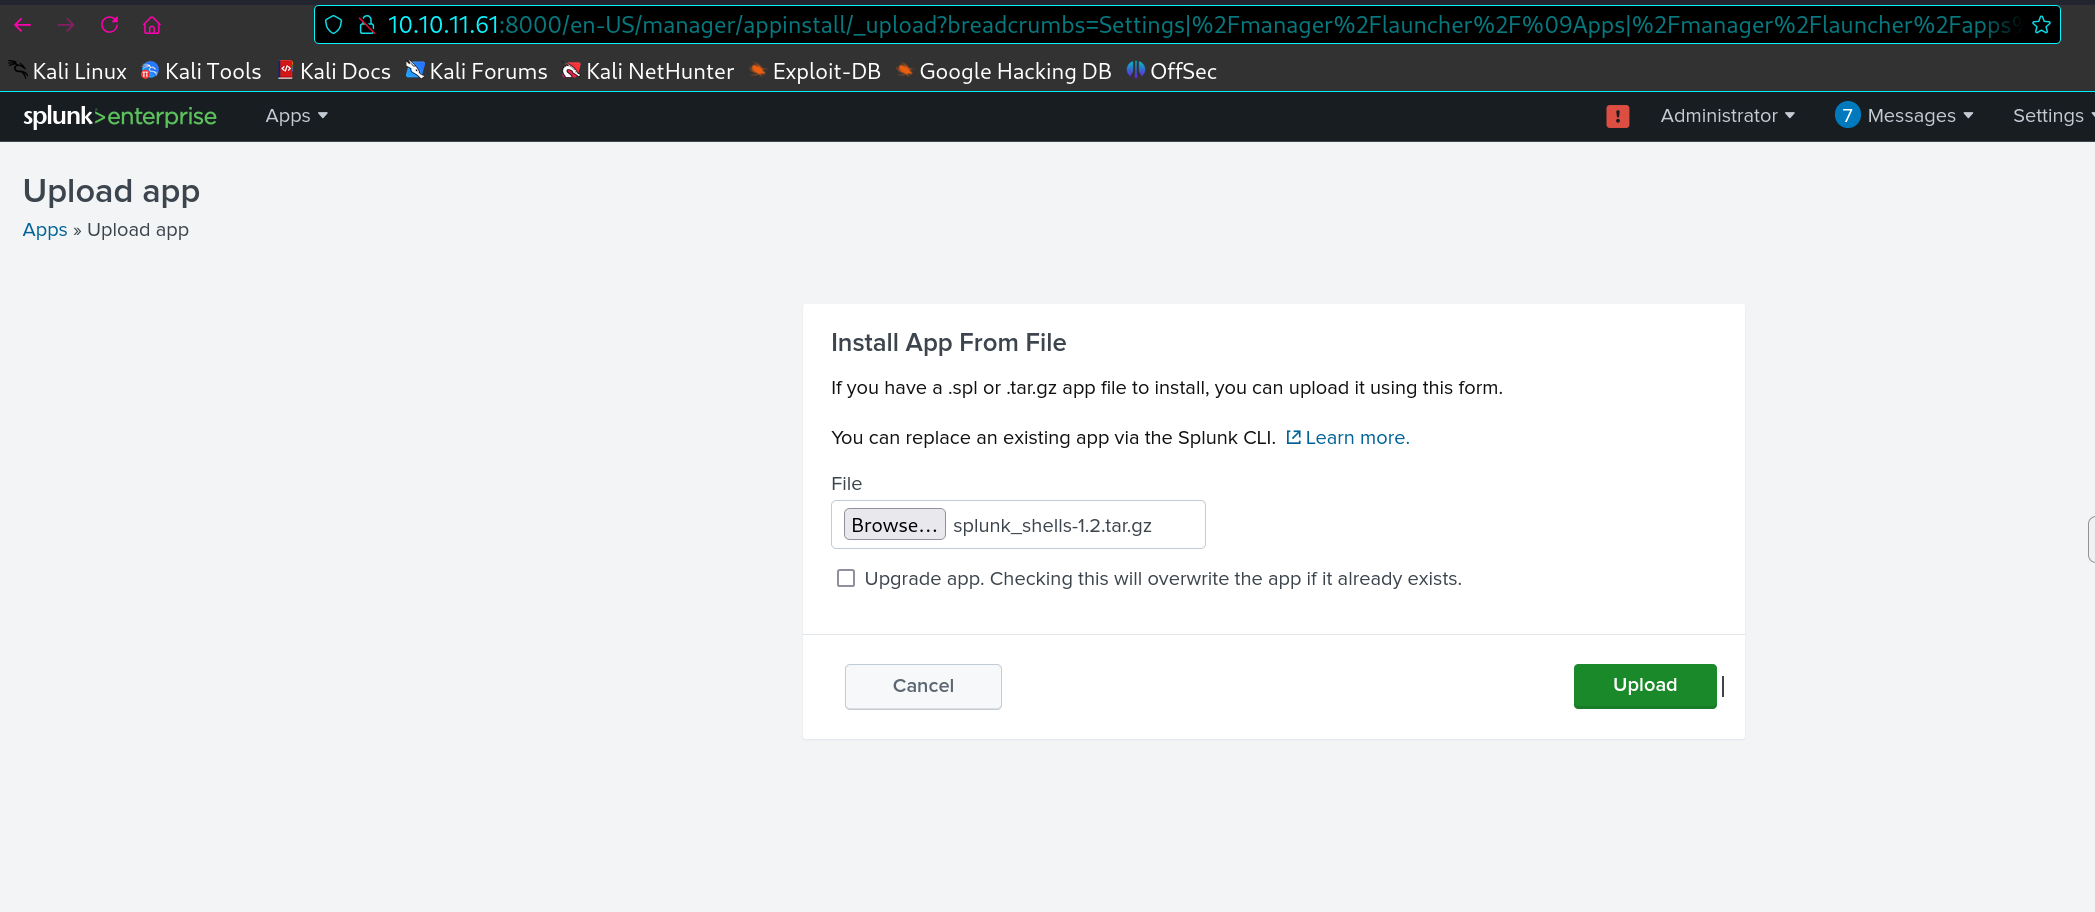 10.10.11.61:8000/en-US/manager/appinstall/_upload?breadcrumbs=Settings|%2Fmanager%2Flauncher%2F%09Apps|%2Fmanager%2Flauncher%2Fapps%
Kali Linux Kali Tools Kali Docs Kali Forums Kali NetHunter Exploit-DB Google Hacking DB OffSec
splunk>enterprise Apps ! Administrator 7 Messages Settings
Upload app
Apps » Upload app
Install App From File
If you have a .spl or .tar.gz app file to install, you can upload it using this form.
You can replace an existing app via the Splunk CLI. Learn more.
File
Browse... splunk_shells-1.2.tar.gz
Upgrade app. Checking this will overwrite the app if it already exists.
Cancel Upload